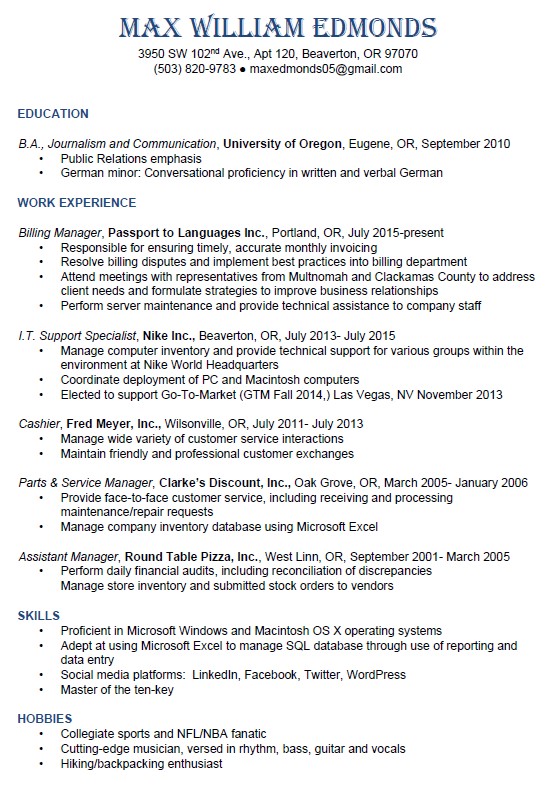 MAX WILLIAM EDMONDS
3950 SW 102nd Ave., Apt 120, Beaverton, OR 97070
(503) 820-9783 ● maxedmonds05@gmail.com
EDUCATION
B.A., Journalism and Communication, University of Oregon, Eugene, OR, September 2010
• Public Relations emphasis
• German minor: Conversational proficiency in written and verbal German
WORK EXPERIENCE
Billing Manager, Passport to Languages Inc., Portland, OR, July 2015-present
• Responsible for ensuring timely, accurate monthly invoicing
• Resolve billing disputes and implement best practices into billing department
• Attend meetings with representatives from Multnomah and Clackamas County to address
client needs and formulate strategies to improve business relationships
• Perform server maintenance and provide technical assistance to company staff
I.T. Support Specialist, Nike Inc., Beaverton, OR, July 2013- July 2015
• Manage computer inventory and provide technical support for various groups within the
environment at Nike World Headquarters
• Coordinate deployment of PC and Macintosh computers
• Elected to support Go-To-Market (GTM Fall 2014,) Las Vegas, NV November 2013
Cashier, Fred Meyer, Inc., Wilsonville, OR, July 2011- July 2013
• Manage wide variety of customer service interactions
• Maintain friendly and professional customer exchanges
Parts & Service Manager, Clarke's Discount, Inc., Oak Grove, OR, March 2005- January 2006
• Provide face-to-face customer service, including receiving and processing
maintenance/repair requests
• Manage company inventory database using Microsoft Excel
Assistant Manager, Round Table Pizza, Inc., West Linn, OR, September 2001- March 2005
• Perform daily financial audits, including reconciliation of discrepancies
Manage store inventory and submitted stock orders to vendors
SKILLS
• Proficient in Microsoft Windows and Macintosh OS X operating systems
• Adept at using Microsoft Excel to manage SQL database through use of reporting and
data entry
• Social media platforms: LinkedIn, Facebook, Twitter, WordPress
• Master of the ten-key
HOBBIES
• Collegiate sports and NFL/NBA fanatic
• Cutting-edge musician, versed in rhythm, bass, guitar and vocals
• Hiking/backpacking enthusiast